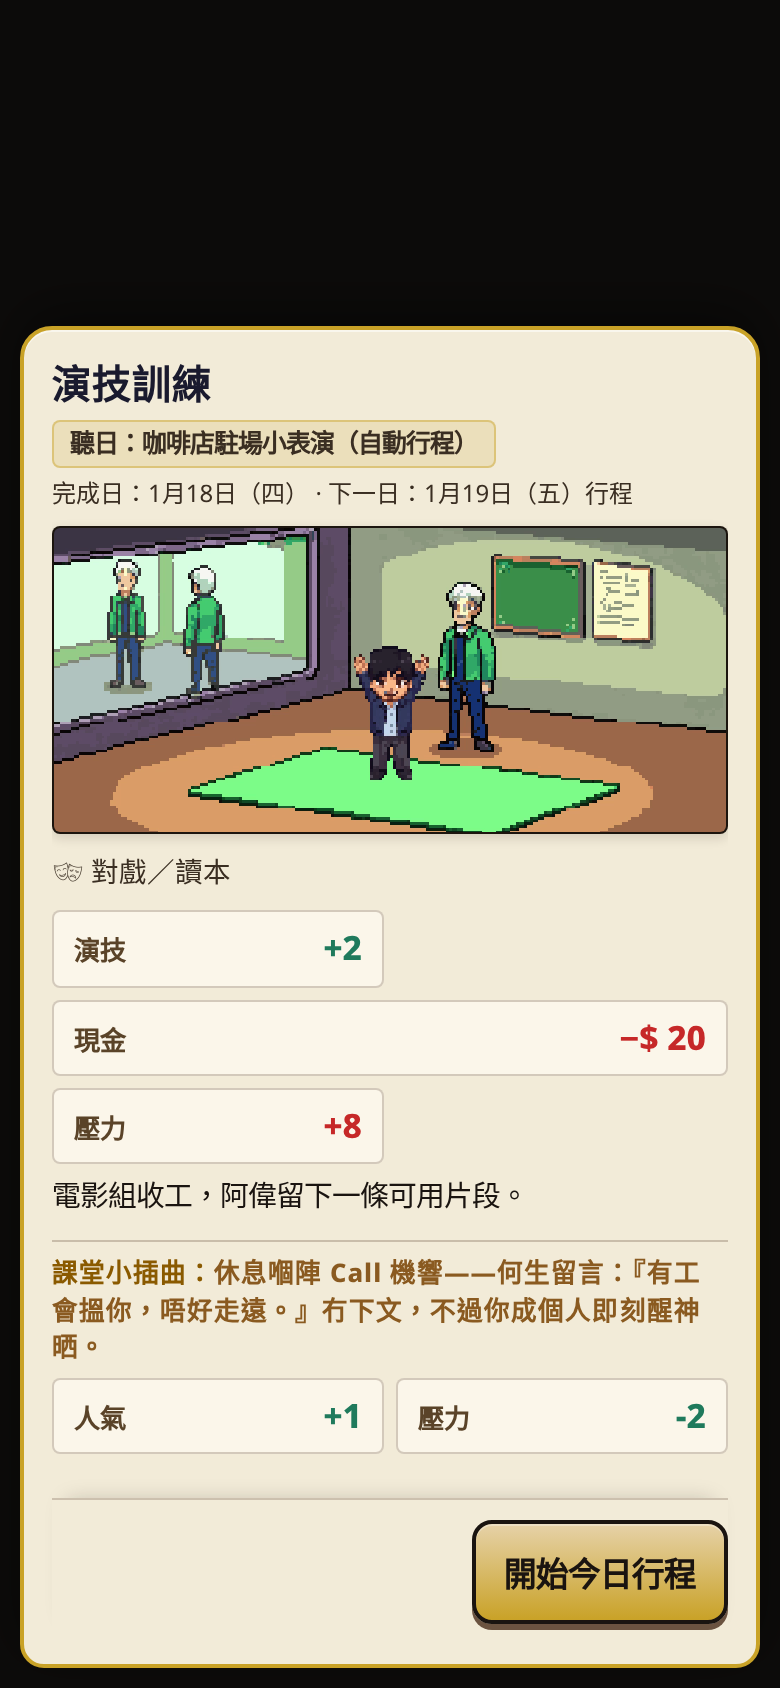 演技訓練
聽日：咖啡店駐場小表演（自動行程）
完成日：1月18日（四） · 下一日：1月19日（五）行程
對戲／讀本
演技 +2
現金 −$ 20
壓力 +8
電影組收工，阿偉留下一條可用片段。
課堂小插曲：休息嗰陣 Call 機響——何生留言：『有工
會搵你，唔好走遠。』冇下文，不過你成個人即刻醒神
晒。
人氣 +1 壓力 -2
開始今日行程